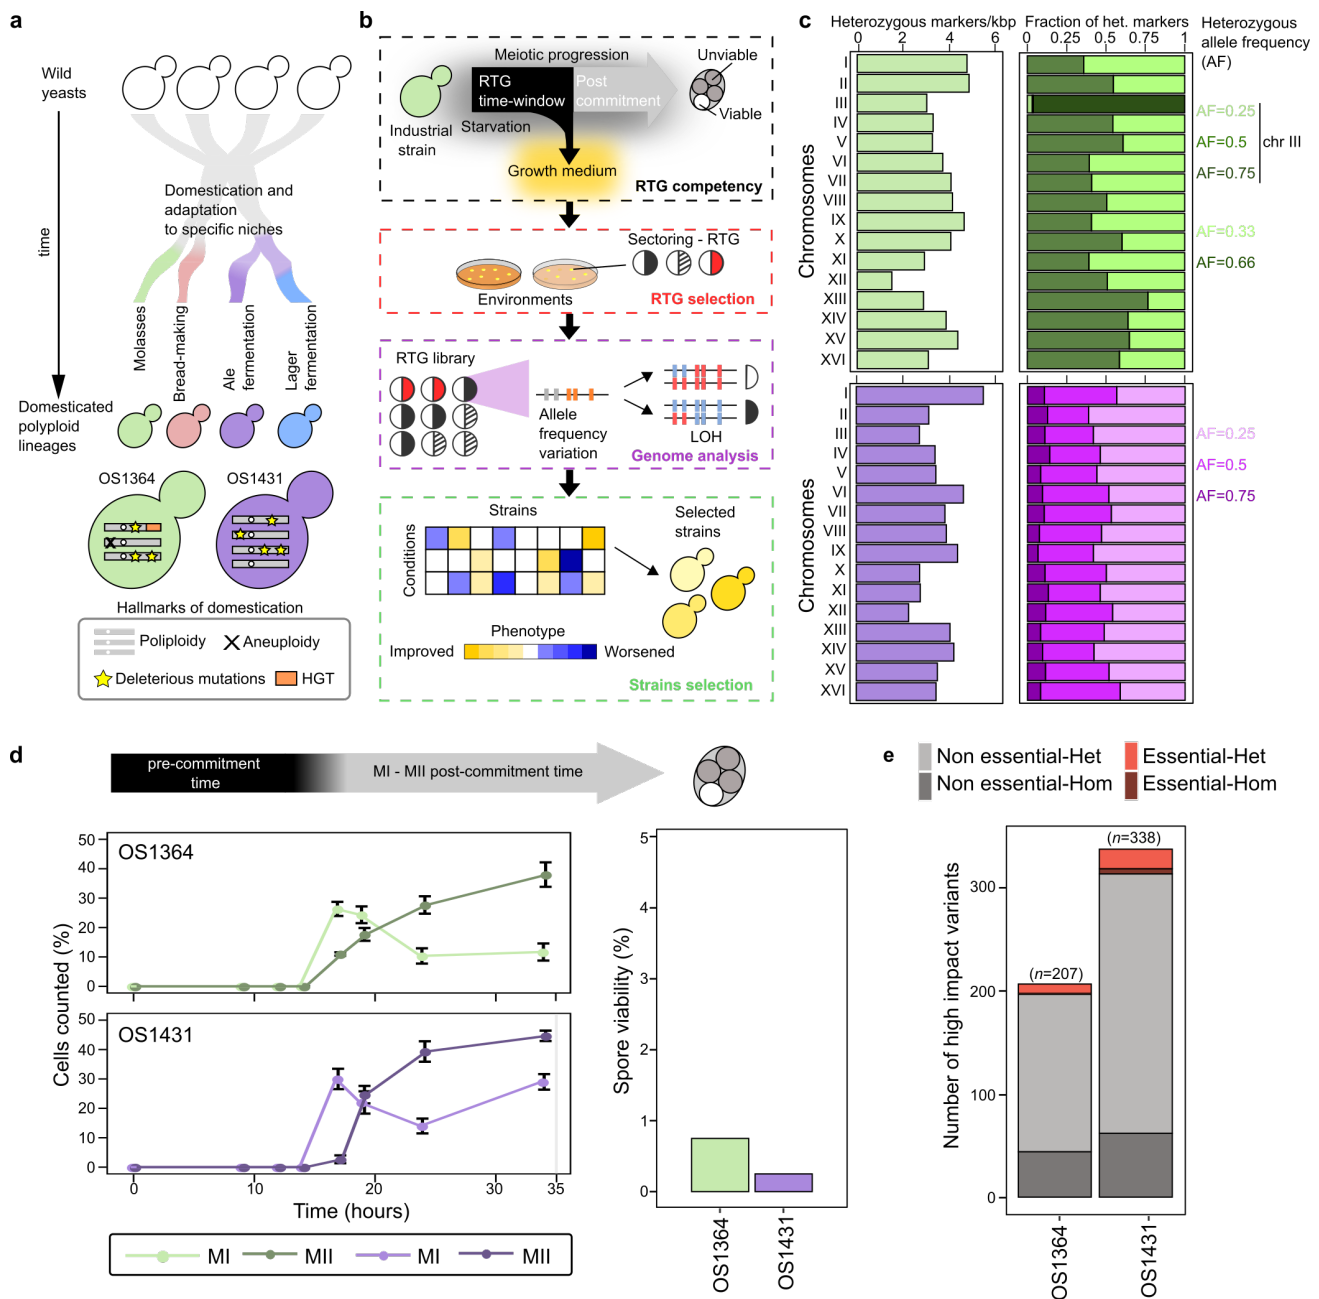 a
Wild
yeasts
time
Domestication and
adaptation
to specific niches
Molasses
Bread-making
Ale
fermentation
Lager
fermentation
Domesticated
polyploid
lineages
OS1364
OS1431
Hallmarks of domestication
Poliploidy
Aneuploidy
Deleterious mutations
HGT
b
Meiotic progression
RTG
time-window
Post
commitment
Unviable
Viable
Industrial
strain
Starvation
Growth medium
RTG competency
Sectoring - RTG
Environments
RTG selection
RTG library
Allele
frequency
variation
LOH
Genome analysis
Strains
Conditions
Selected
strains
Phenotype
Improved
Worsened
Strains selection
c
Heterozygous markers/kbp
0 2 4 6
Fraction of het. markers
0 0.25 0.5 0.75 1
Heterozygous
allele frequency
(AF)
Chromosomes
I
II
III
IV
V
VI
VII
VIII
IX
X
XI
XII
XIII
XIV
XV
XVI
AF=0.25
AF=0.5
AF=0.75
chr III
AF=0.33
AF=0.66
Chromosomes
I
II
III
IV
V
VI
VII
VIII
IX
X
XI
XII
XIII
XIV
XV
XVI
AF=0.25
AF=0.5
AF=0.75
d
pre-commitment
time
MI - MII post-commitment time
Cells counted (%)
OS1364
50
40
30
20
10
0
OS1431
50
40
30
20
10
0
0 10 20 30 35
Time (hours)
MI MII MI MII
Spore viability (%)
5
4
3
2
1
0
OS1364
OS1431
e
Non essential-Het
Non essential-Hom
Essential-Het
Essential-Hom
Number of high impact variants
300
200
100
0
(n=207)
(n=338)
OS1364
OS1431